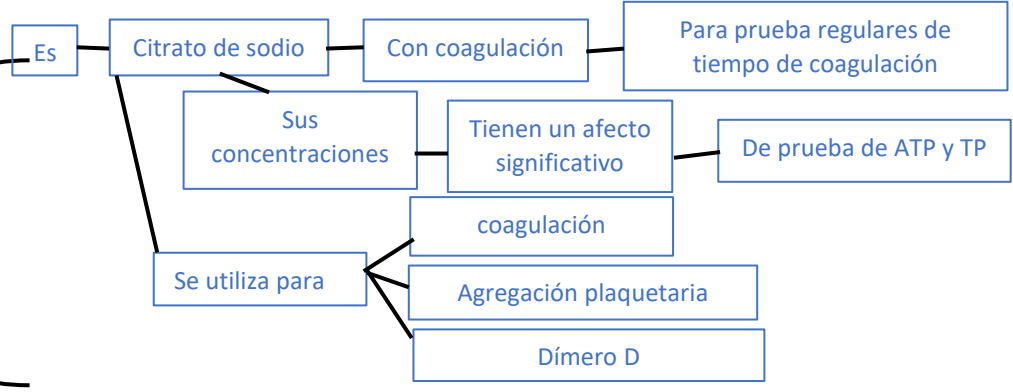 Es
Citrato de sodio
Con coagulación
Para prueba regulares de
tiempo de coagulación
Sus
concentraciones
Tienen un afecto
significativo
De prueba de ATP y TP
Se utiliza para
coagulación
Agregación plaquetaria
Dímero D